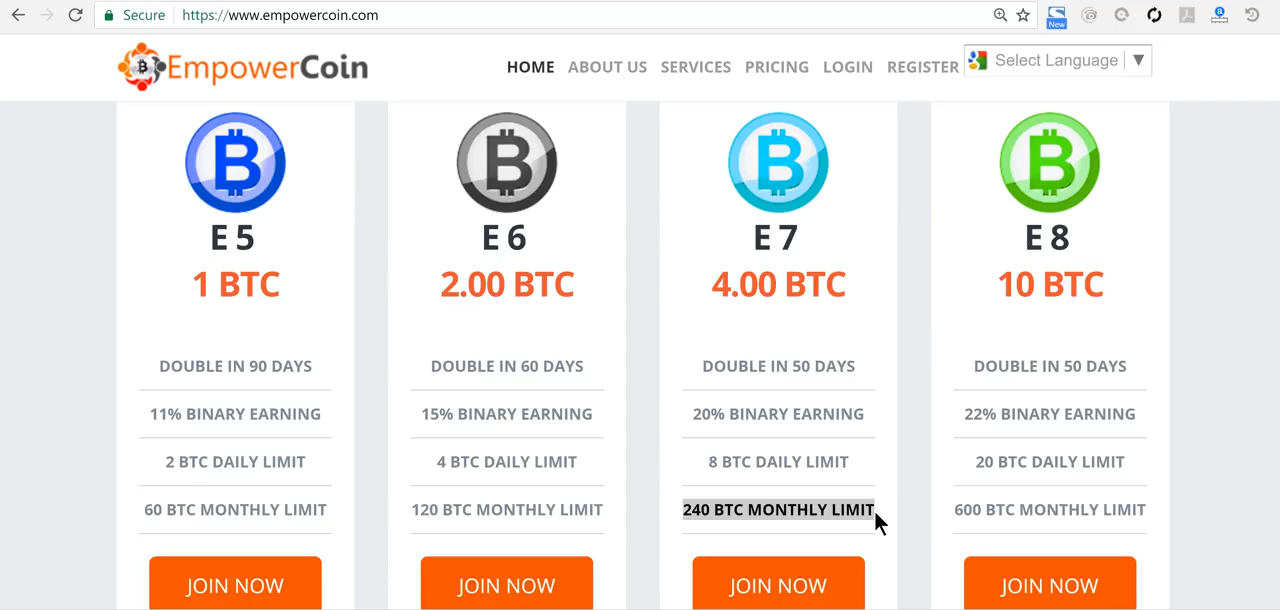 Secure https://www.empowercoin.com
New
EmpowerCoin
HOME ABOUT US SERVICES PRICING LOGIN REGISTER
Select Language ▼
E 5
1 BTC
DOUBLE IN 90 DAYS
11% BINARY EARNING
2 BTC DAILY LIMIT
60 BTC MONTHLY LIMIT
JOIN NOW
E 6
2.00 BTC
DOUBLE IN 60 DAYS
15% BINARY EARNING
4 BTC DAILY LIMIT
120 BTC MONTHLY LIMIT
JOIN NOW
E 7
4.00 BTC
DOUBLE IN 50 DAYS
20% BINARY EARNING
8 BTC DAILY LIMIT
240 BTC MONTHLY LIMIT
JOIN NOW
E 8
10 BTC
DOUBLE IN 50 DAYS
22% BINARY EARNING
20 BTC DAILY LIMIT
600 BTC MONTHLY LIMIT
JOIN NOW